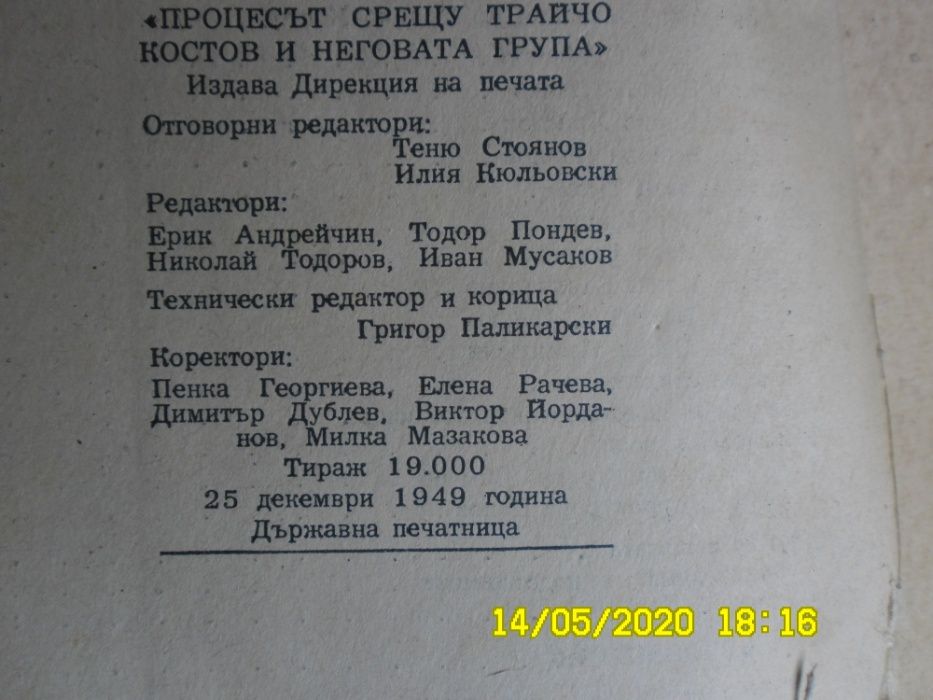 «ПРОЦЕСЪТ СРЕЩУ ТРАЙЧО
КОСТОВ И НЕГОВАТА ГРУПА»
Издава Дирекция на печата
Отговорни редактори:
Теню Стоянов
Илия Кюльовски
Редактори:
Ерик Андрейчин, Тодор Пондев,
Николай Тодоров, Иван Мусаков
Технически редактор и корица
Григор Паликарски
Коректори:
Пенка Георгиева, Елена Рачева,
Димитър Дублев, Виктор Йорда-
нов, Милка Мазакова
Тираж 19.000
25 декември 1949 година
Държавна печатница
14/05/2020 18:16